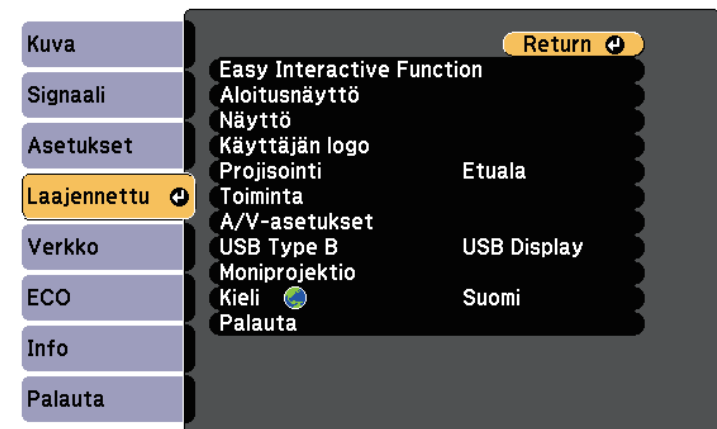 Kuva
Signaali
Asetukset
Laajennettu
Verkko
ECO
Info
Palauta
Return
Easy Interactive Function
Aloitusnäyttö
Näyttö
Käyttäjän logo
Projisointi Etuala
Toiminta
A/V-asetukset
USB Type B USB Display
Moniprojektio
Kieli Suomi
Palauta